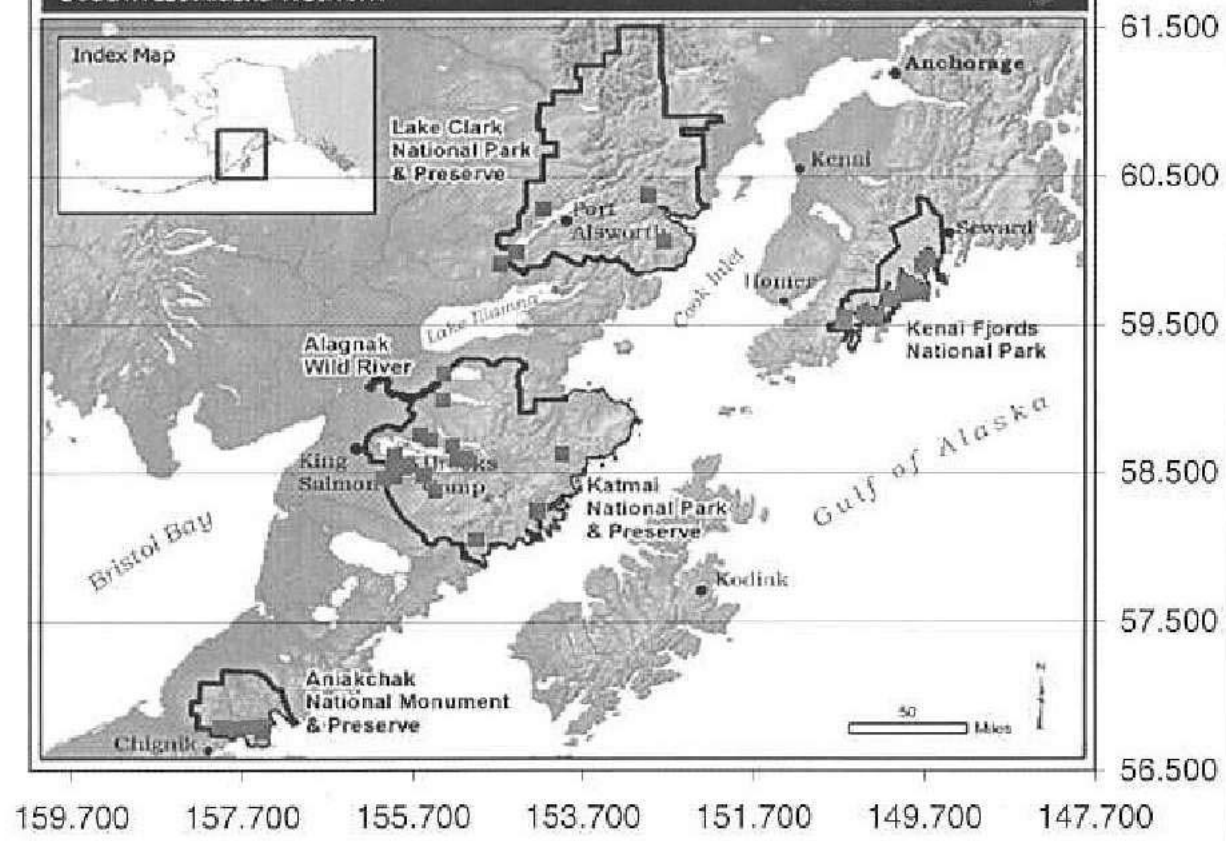 Index Map
Anchorage
Lake Clark
National Park
& Preserve
Kenai
Port
Alsworth
Seward
Cook Inlet
Homer
Lake Iliamna
Kenai Fjords
National Park
Alagnak
Wild River
King
Salmon
Katmai
National Park
& Preserve
Gulf of Alaska
Bristol Bay
Kodiak
Aniakchak
National Monument
& Preserve
Chignik
50
Miles
N
61.500
60.500
59.500
58.500
57.500
56.500
159.700 157.700 155.700 153.700 151.700 149.700 147.700